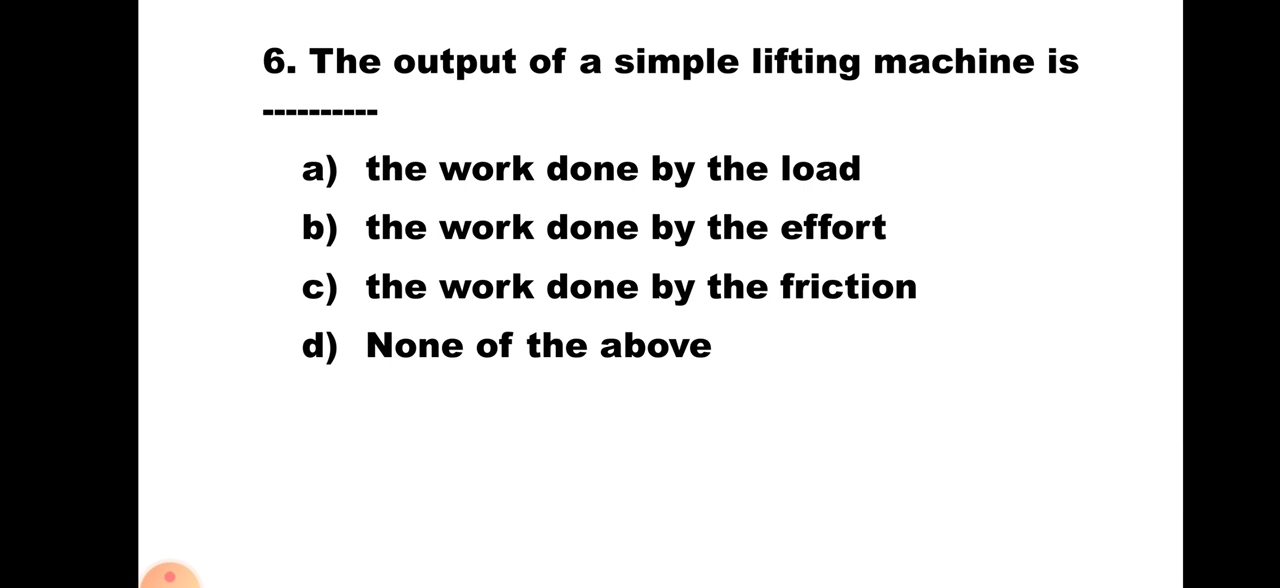 6. The output of a simple lifting machine is
----------
a) the work done by the load
b) the work done by the effort
c) the work done by the friction
d) None of the above